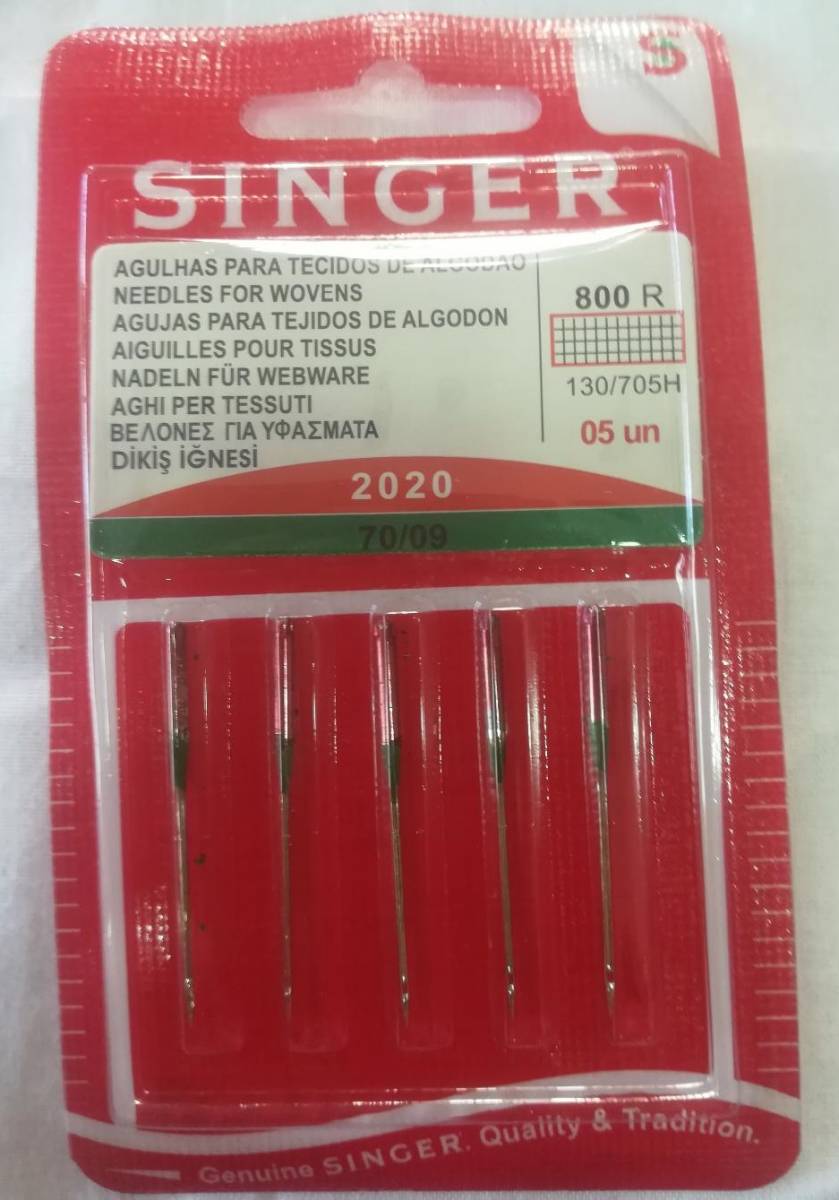 S
SINGER®
AGULHAS PARA TECIDOS DE ALGODAO
NEEDLES FOR WOVENS
AGUJAS PARA TEJIDOS DE ALGODON
AIGUILLES POUR TISSUS
NADELN FÜR WEBWARE
AGHI PER TESSUTI
ΒΕΛΟΝΕΣ ΓΙΑ ΥΦΑΣΜΑΤΑ
DİKİŞ İĞNESİ
800 R
130/705H
05 un
2020
70/09
Genuine SINGER. Quality & Tradition.